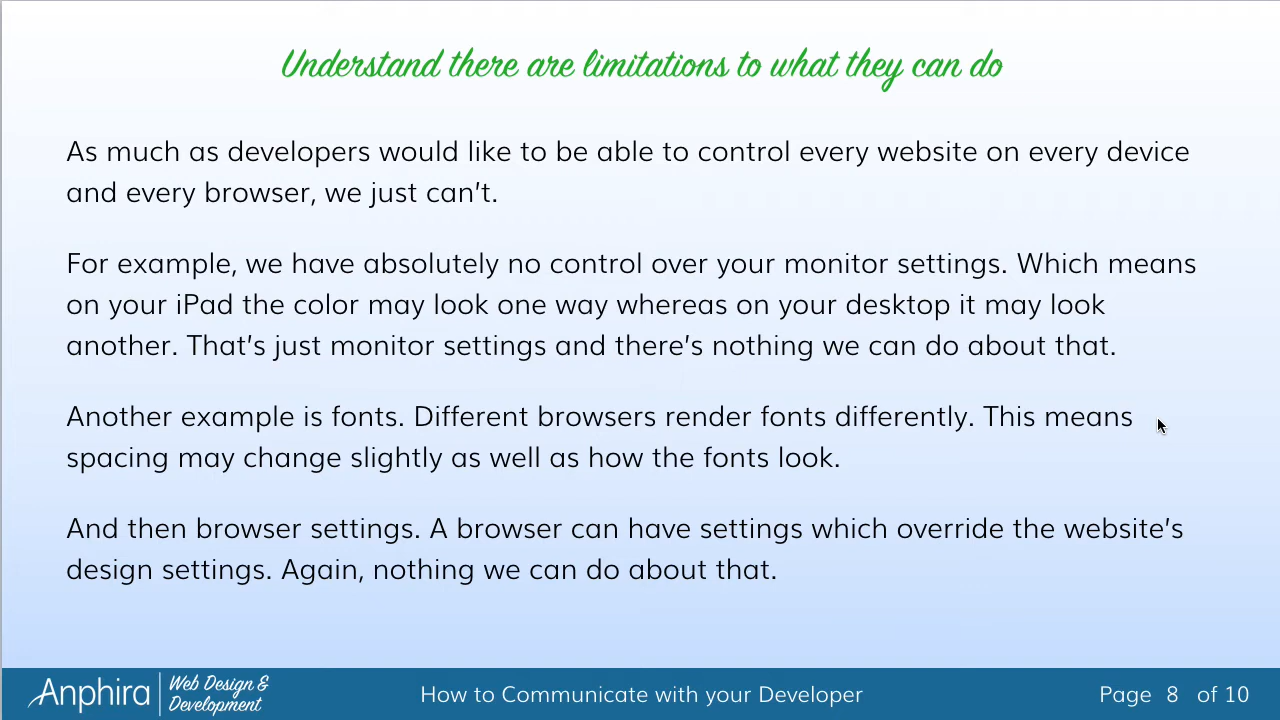 Understand there are limitations to what they can do
As much as developers would like to be able to control every website on every device
and every browser, we just can't.
For example, we have absolutely no control over your monitor settings. Which means
on your iPad the color may look one way whereas on your desktop it may look
another. That's just monitor settings and there's nothing we can do about that.
Another example is fonts. Different browsers render fonts differently. This means
spacing may change slightly as well as how the fonts look.
And then browser settings. A browser can have settings which override the website's
design settings. Again, nothing we can do about that.
Anphira
Web Design &
Development
How to Communicate with your Developer
Page 8 of 10